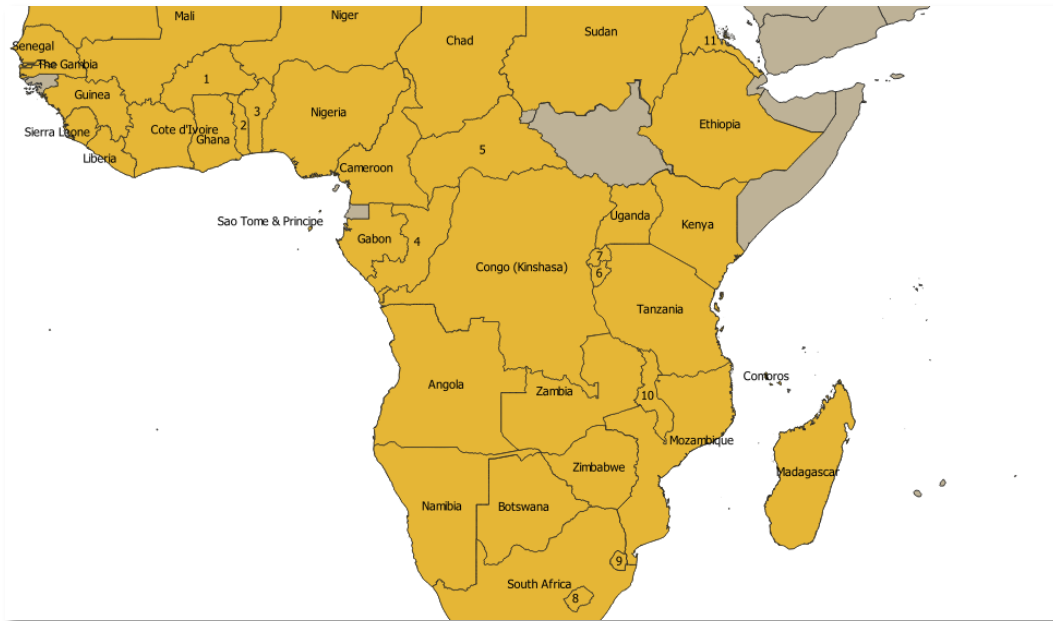 Mali
Niger
Chad
Sudan
11
Senegal
The Gambia
1
Guinea
3
Nigeria
Ethiopia
2
Cote d'Ivoire
Ghana
Sierra Leone
Liberia
5
Cameroon
Sao Tome & Principe
Uganda
Kenya
Gabon
4
7
Congo (Kinshasa)
6
Tanzania
Comoros
Angola
Zambia
10
Mozambique
Zimbabwe
Madagascar
Namibia
Botswana
9
South Africa
8